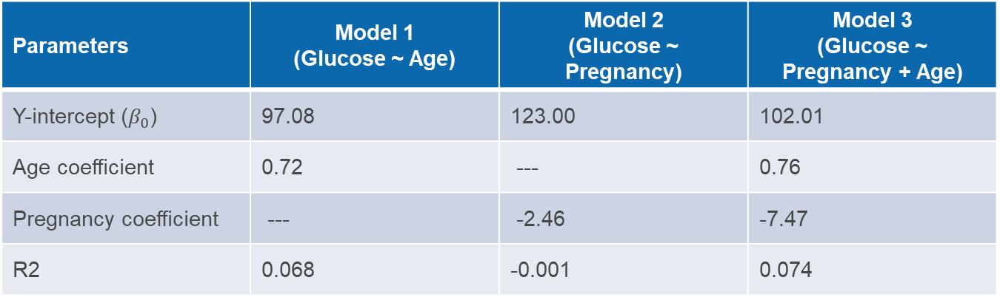 Parameters
Model 1
(Glucose ~ Age)
Model 2
(Glucose ~
Pregnancy)
Model 3
(Glucose ~
Pregnancy + Age)
Y-intercept (𝛽₀)
97.08
123.00
102.01
Age coefficient
0.72
---
0.76
Pregnancy coefficient
---
-2.46
-7.47
R2
0.068
-0.001
0.074